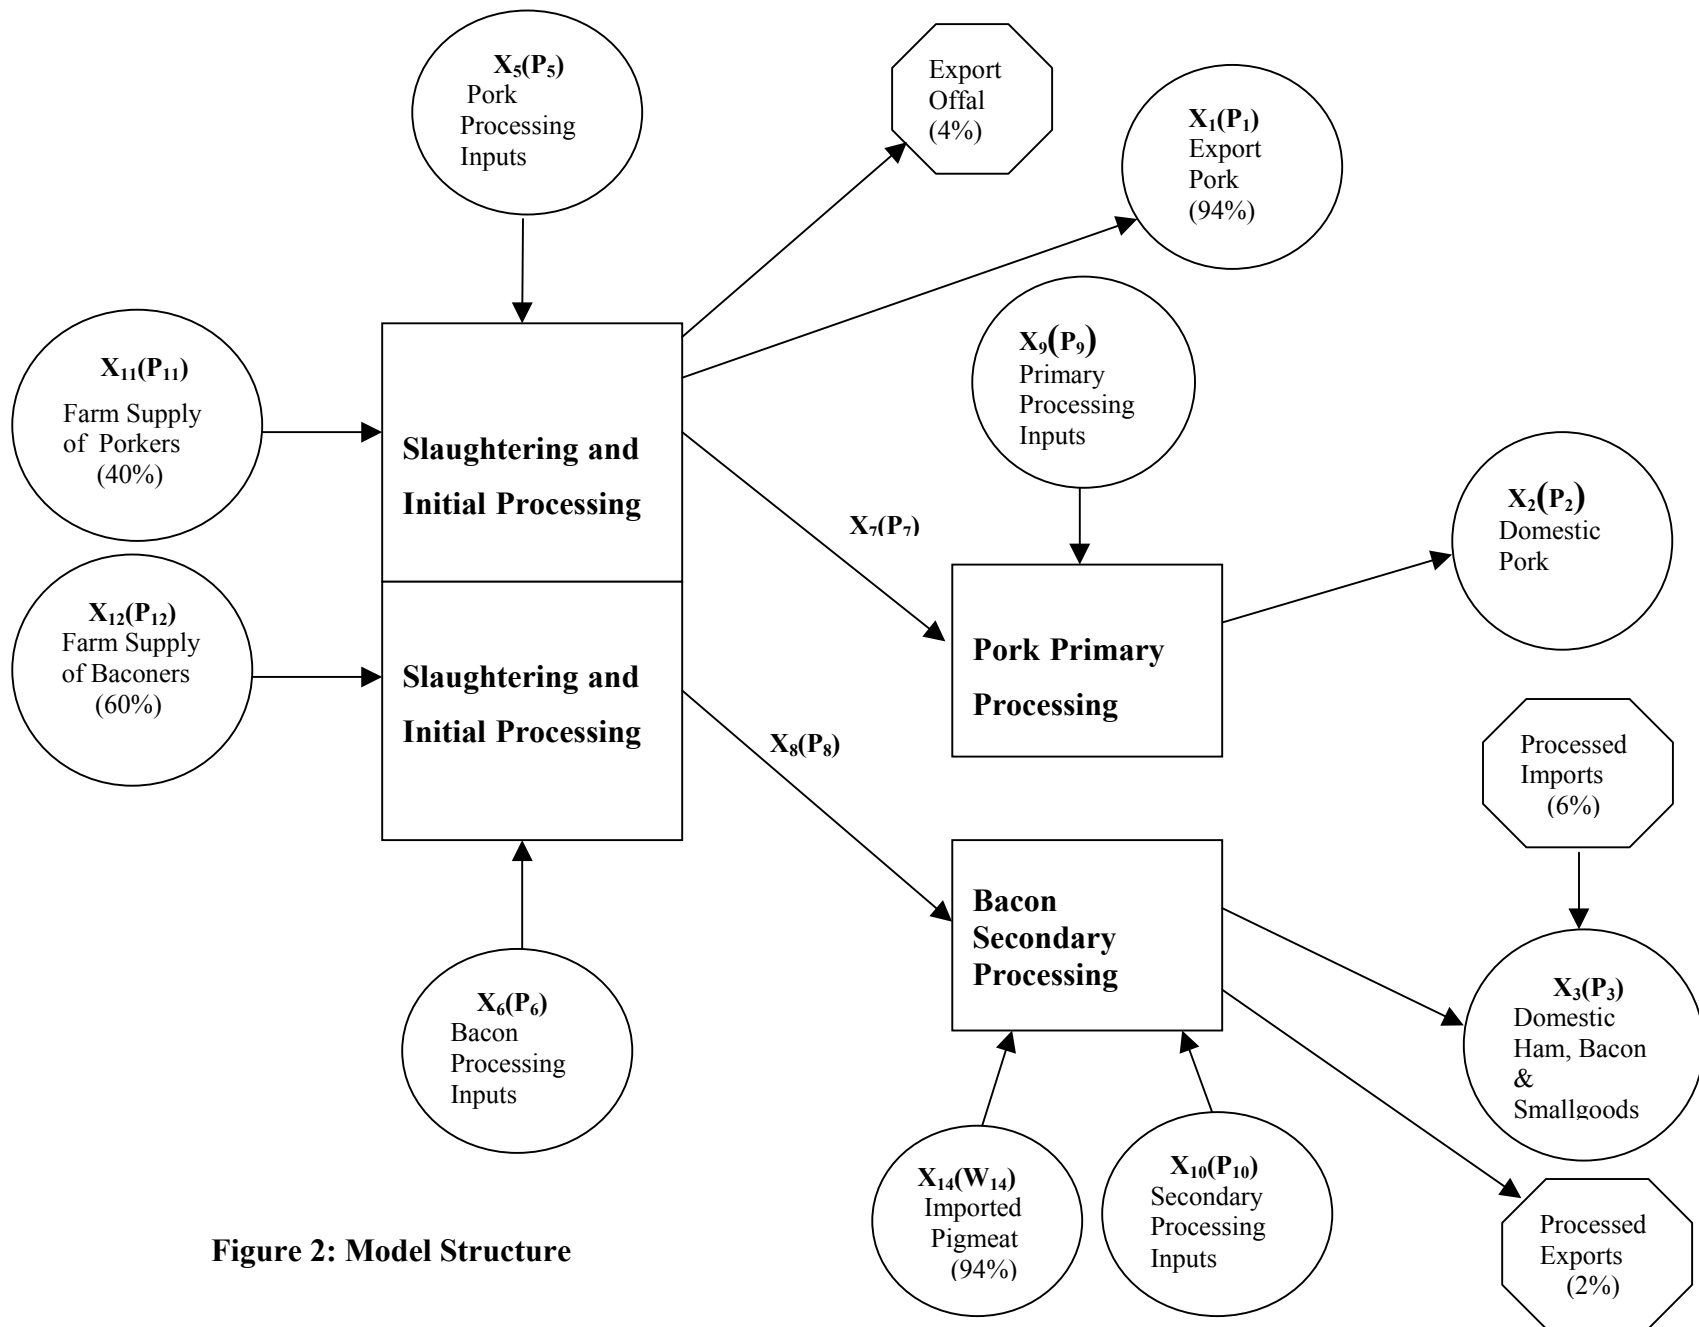 X5(P5)
Pork
Processing
Inputs
Export
Offal
(4%)
X1(P1)
Export
Pork
(94%)
X11(P11)
Farm Supply
of Porkers
(40%)
Slaughtering and
Initial Processing
X9(P9)
Primary
Processing
Inputs
X7(P7)
X2(P2)
Domestic
Pork
X12(P12)
Farm Supply
of Baconers
(60%)
Slaughtering and
Initial Processing
Pork Primary
Processing
X8(P8)
Processed
Imports
(6%)
Bacon
Secondary
Processing
X3(P3)
Domestic
Ham, Bacon
&
Smallgoods
X6(P6)
Bacon
Processing
Inputs
X14(W14)
Imported
Pigmeat
(94%)
X10(P10)
Secondary
Processing
Inputs
Processed
Exports
(2%)
Figure 2: Model Structure